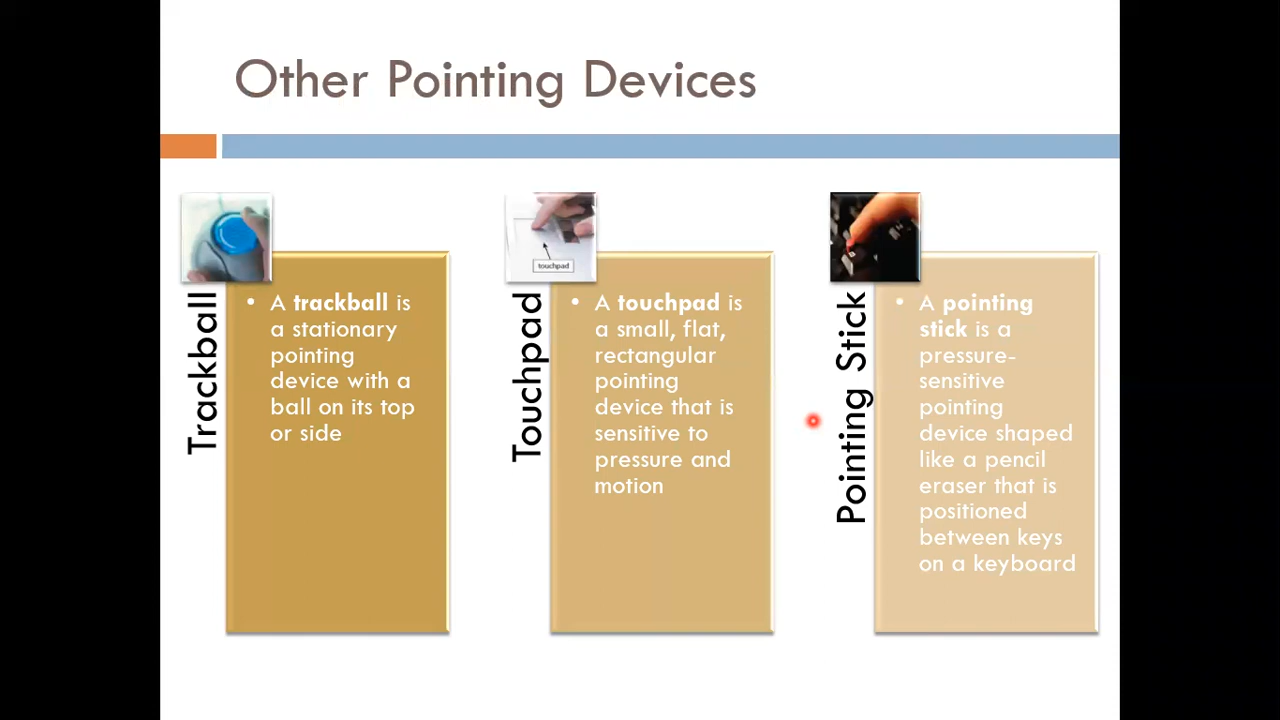 Other Pointing Devices
Trackball
• A trackball is
a stationary
pointing
device with a
ball on its top
or side
touchpad
Touchpad
• A touchpad is
a small, flat,
rectangular
pointing
device that is
sensitive to
pressure and
motion
Pointing Stick
• A pointing
stick is a
pressure-
sensitive
pointing
device shaped
like a pencil
eraser that is
positioned
between keys
on a keyboard